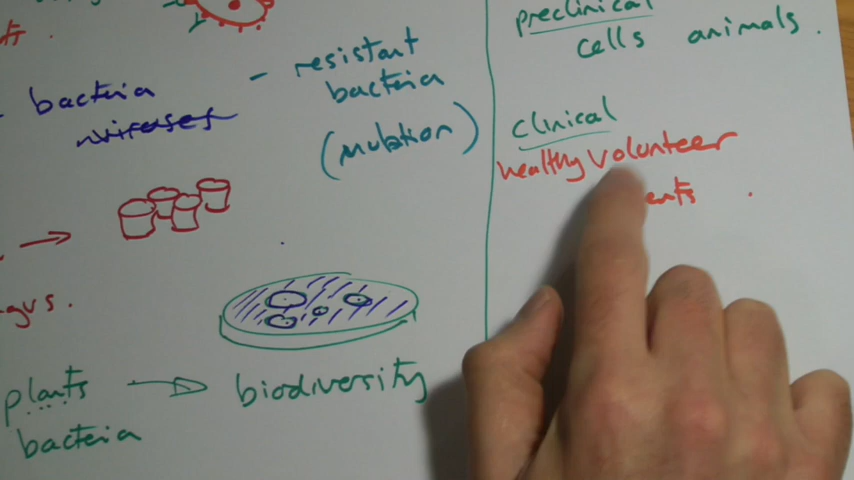 bacteria
viruses
- resistant
bacteria
(mutation)
plants
biodiversity
bacteria
preclinical
cells animals.
clinical
healthy volunteer